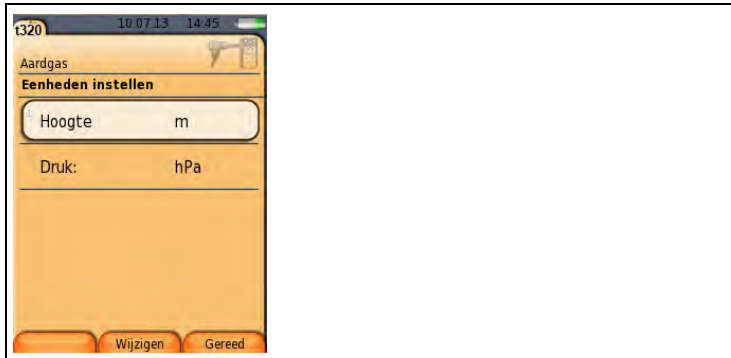 t320 10.07.13 14:45
Aardgas
Eenheden instellen
Hoogte m
Druk: hPa
Wijzigen Gereed